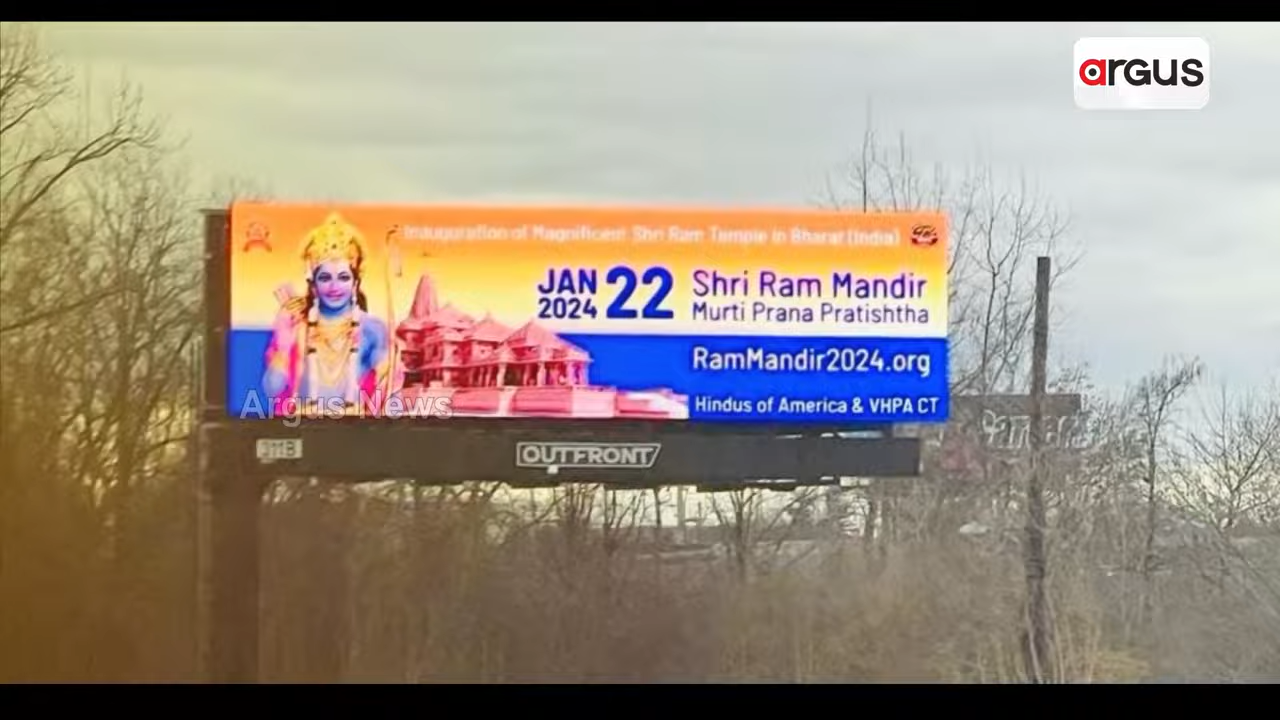 argus
Inauguration of Magnificent Shri Ram Temple in Bharat (India)
JAN 22
2024
Shri Ram Mandir
Murti Prana Pratishtha
RamMandir2024.org
Hindus of America & VHPA CT
Argus News
311B
OUTFRONT